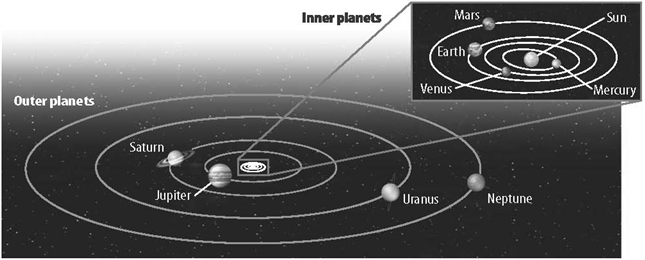 Inner planets
Mars
Sun
Earth
Venus
Mercury
Outer planets
Saturn
Jupiter
Uranus
Neptune